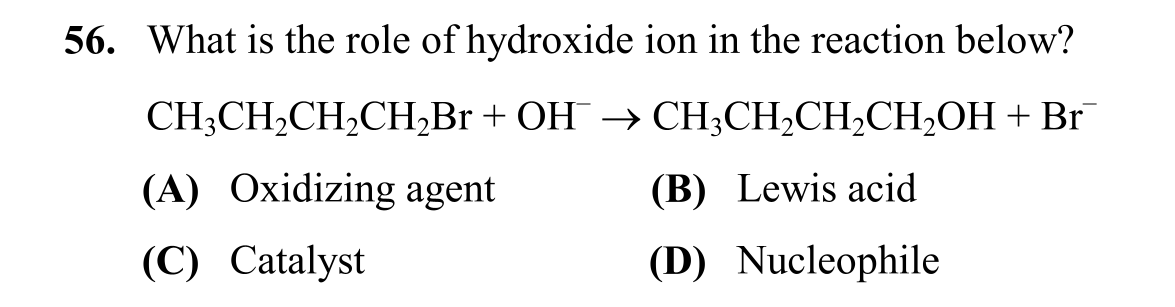 56. What is the role of hydroxide ion in the reaction below?
CH₃CH₂CH₂CH₂Br + OH⁻ → CH₃CH₂CH₂CH₂OH + Br⁻
(A) Oxidizing agent (B) Lewis acid
(C) Catalyst (D) Nucleophile